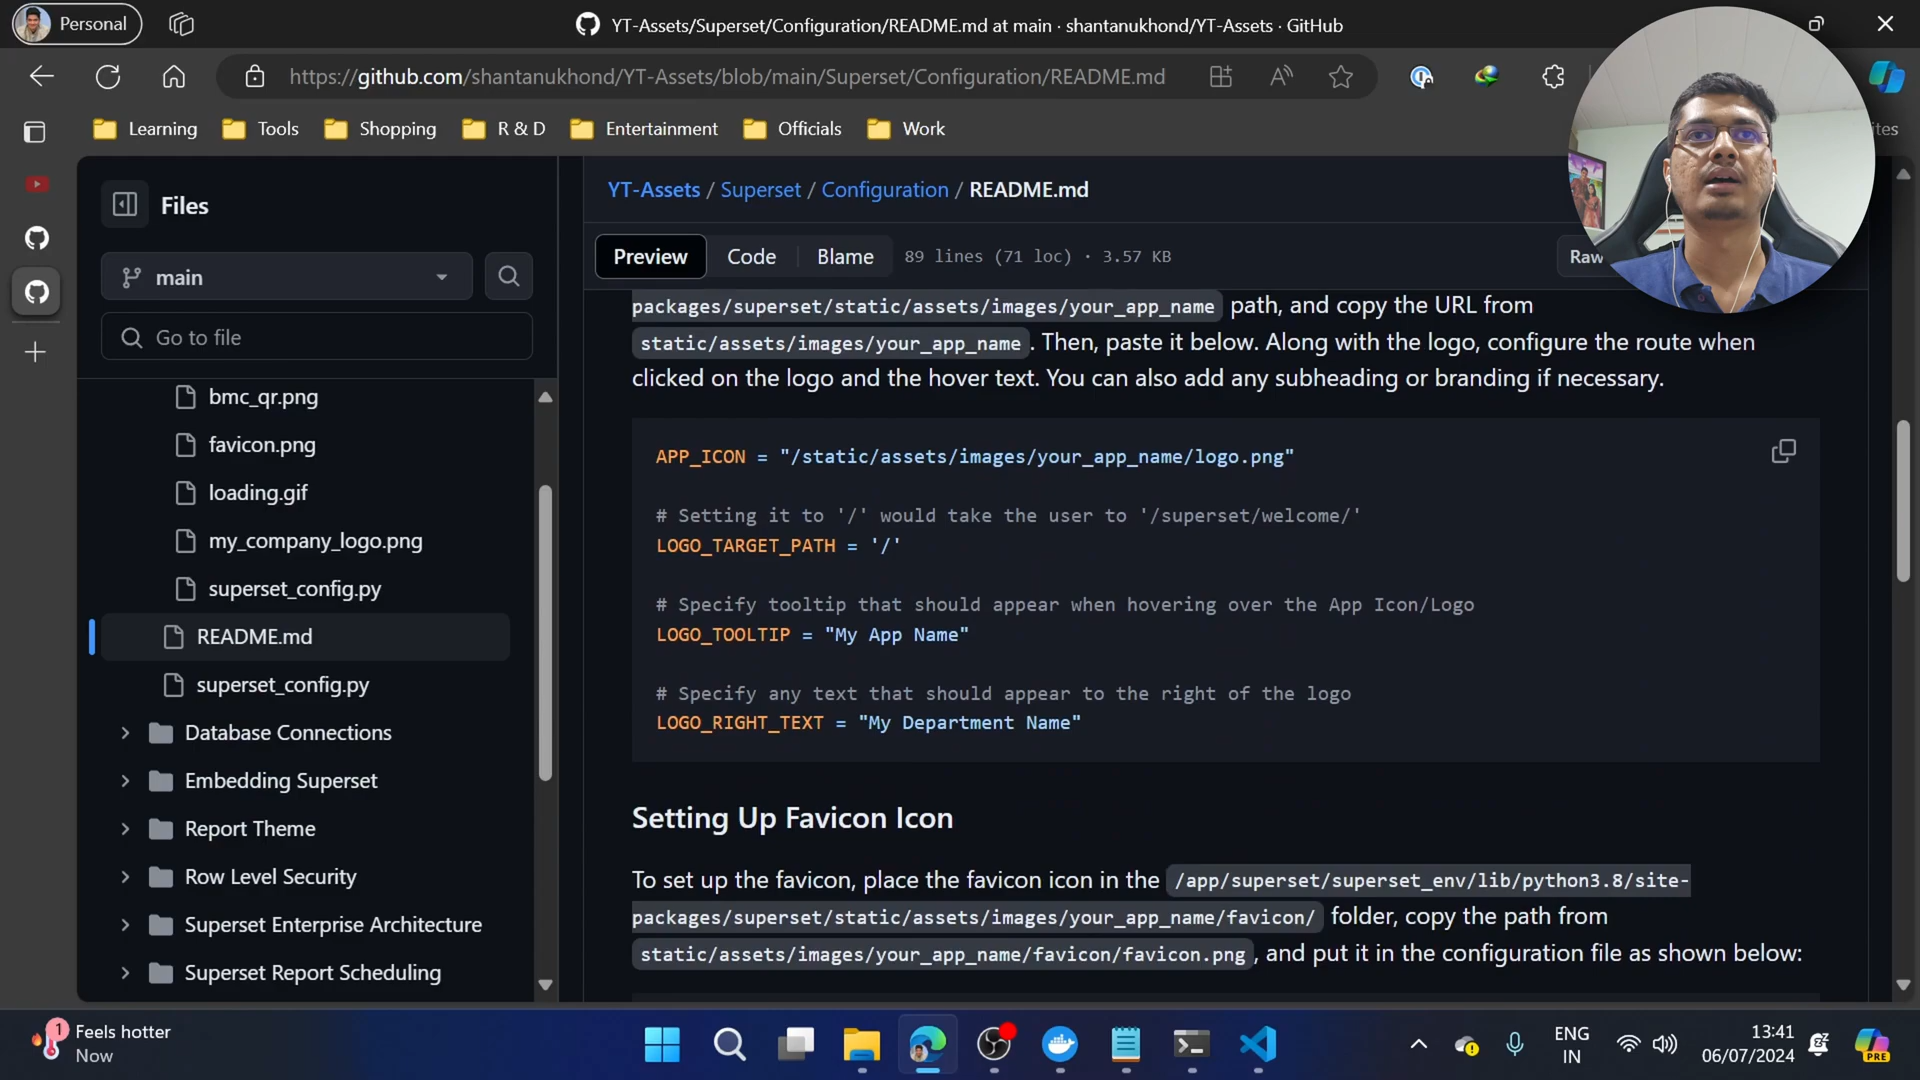 Personal
YT-Assets/Superset/Configuration/README.md at main · shantanukhond/YT-Assets · GitHub
https://github.com/shantanukhond/YT-Assets/blob/main/Superset/Configuration/README.md
Learning
Tools
Shopping
R & D
Entertainment
Officials
Work
ites
Files
main
Go to file
bmc_qr.png
favicon.png
loading.gif
my_company_logo.png
superset_config.py
README.md
superset_config.py
Database Connections
Embedding Superset
Report Theme
Row Level Security
Superset Enterprise Architecture
Superset Report Scheduling
YT-Assets / Superset / Configuration / README.md
Preview
Code
Blame
89 lines (71 loc) · 3.57 KB
Raw
packages/superset/static/assets/images/your_app_name path, and copy the URL from
static/assets/images/your_app_name . Then, paste it below. Along with the logo, configure the route when
clicked on the logo and the hover text. You can also add any subheading or branding if necessary.
APP_ICON = "/static/assets/images/your_app_name/logo.png"
# Setting it to '/' would take the user to '/superset/welcome/'
LOGO_TARGET_PATH = '/'
# Specify tooltip that should appear when hovering over the App Icon/Logo
LOGO_TOOLTIP = "My App Name"
# Specify any text that should appear to the right of the logo
LOGO_RIGHT_TEXT = "My Department Name"
Setting Up Favicon Icon
To set up the favicon, place the favicon icon in the /app/superset/superset_env/lib/python3.8/site-
packages/superset/static/assets/images/your_app_name/favicon/ folder, copy the path from
static/assets/images/your_app_name/favicon/favicon.png , and put it in the configuration file as shown below:
1
Feels hotter
Now
ENG
IN
13:41
06/07/2024
PRE